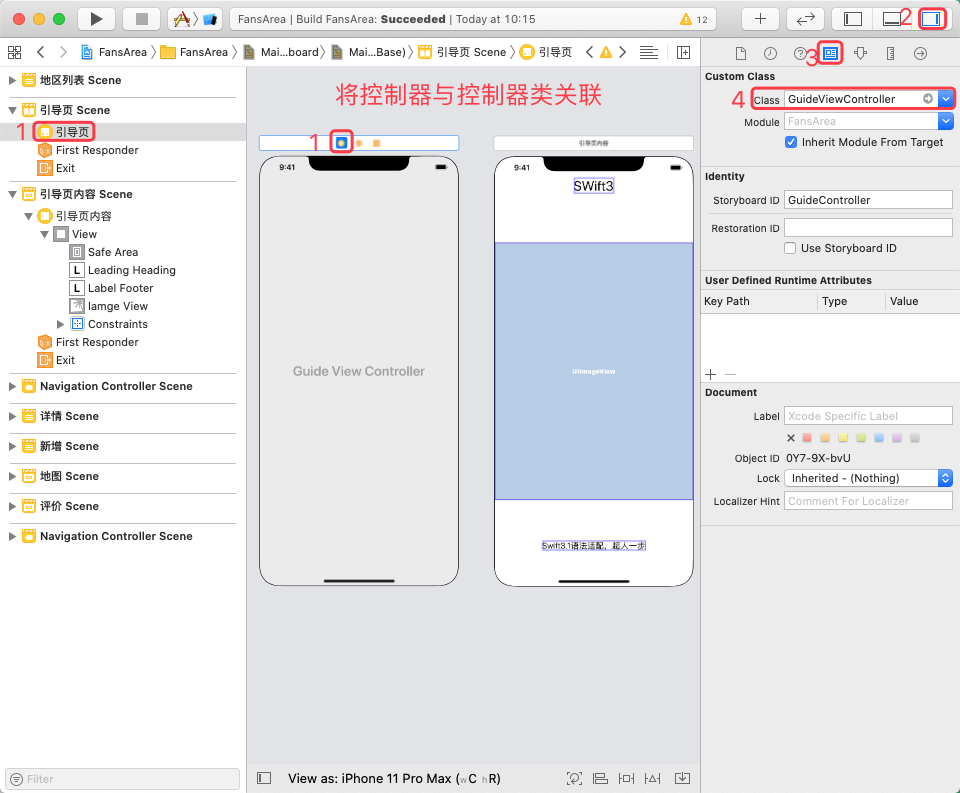 FansArea | Build FansArea: Succeeded | Today at 10:15
12
2
FansArea
FansArea
Mai...board
Mai...Base)
引导页 Scene
引导页
3
地区列表 Scene
引导页 Scene
1
引导页
First Responder
Exit
引导页内容 Scene
引导页内容
View
Safe Area
L Leading Heading
L Label Footer
Iamge View
Constraints
First Responder
Exit
Navigation Controller Scene
详情 Scene
新增 Scene
地图 Scene
评价 Scene
Navigation Controller Scene
Filter
将控制器与控制器类关联
1
9:41
Guide View Controller
引导页内容
9:41
SWift3
UIImageView
Swift3.1语法适配，超人一步
View as: iPhone 11 Pro Max (wC hR)
Custom Class
4
Class GuideViewController
Module FansArea
Inherit Module From Target
Identity
Storyboard ID GuideController
Restoration ID
Use Storyboard ID
User Defined Runtime Attributes
Key Path Type Value
Document
Label Xcode Specific Label
Object ID 0Y7-9X-bvU
Lock Inherited - (Nothing)
Localizer Hint Comment For Localizer